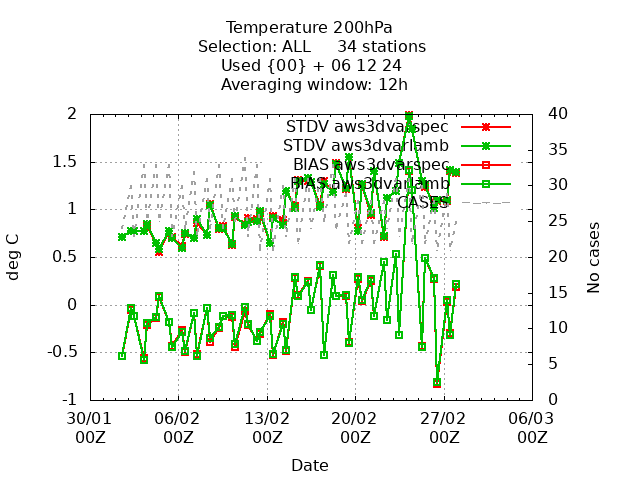 Temperature 200hPa
Selection: ALL 34 stations
Used {00} + 06 12 24
Averaging window: 12h
STDV aws3dvarspec
STDV aws3dvarlamb
BIAS aws3dvarspec
BIAS aws3dvarlamb
CASES
2
1.5
1
0.5
0
-0.5
-1
deg C
40
35
30
25
20
15
10
5
0
No cases
30/01 06/02 13/02 20/02 27/02 06/03
00Z 00Z 00Z 00Z 00Z 00Z
Date